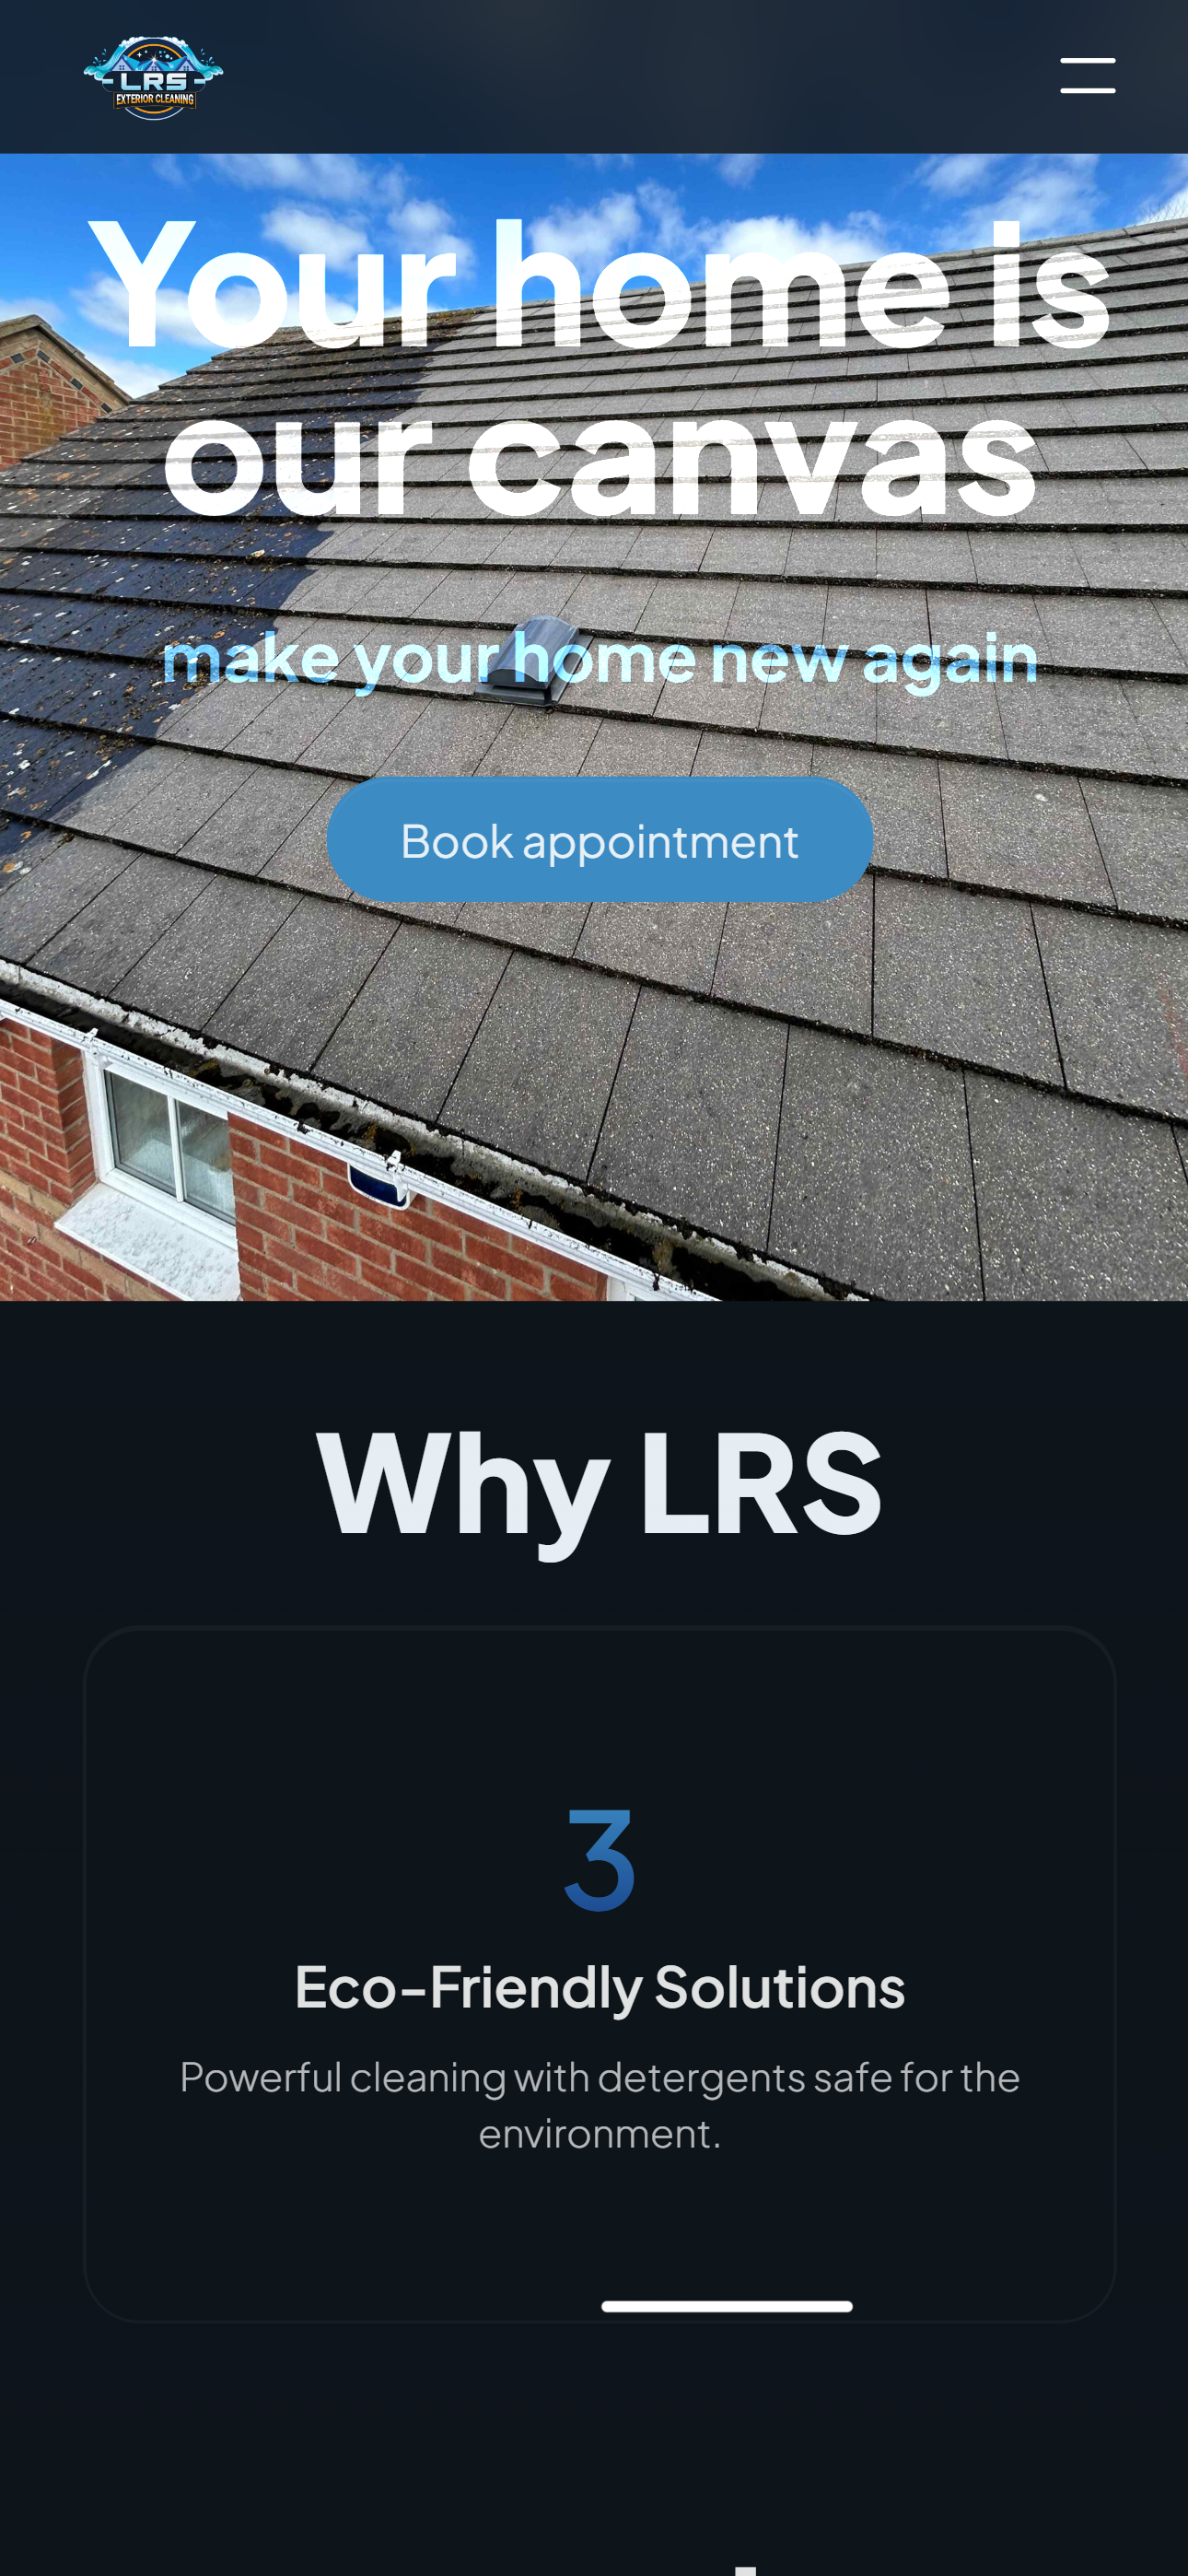 LRS
EXTERIOR CLEANING
Your home is
our canvas
make your home new again
Book appointment
Why LRS
3
Eco-Friendly Solutions
Powerful cleaning with detergents safe for the
environment.